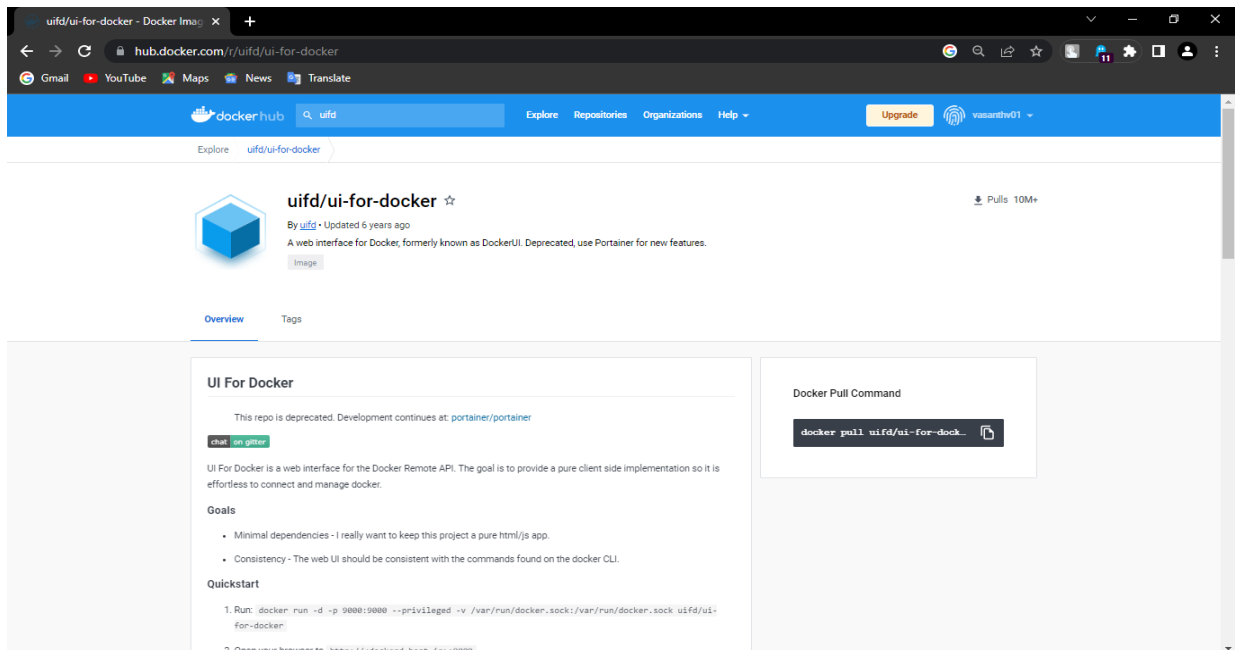 uifd/ui-for-docker - Docker Imag
hub.docker.com/r/uifd/ui-for-docker
11
Gmail YouTube Maps News Translate
dockerhub uifd Explore Repositories Organizations Help Upgrade vasanthv01
Explore uifd/ui-for-docker
uifd/ui-for-docker
Pulls 10M+
By uifd • Updated 6 years ago
A web interface for Docker, formerly known as DockerUI. Deprecated, use Portainer for new features.
Image
Overview Tags
UI For Docker
This repo is deprecated. Development continues at: portainer/portainer
chat on gitter
UI For Docker is a web interface for the Docker Remote API. The goal is to provide a pure client side implementation so it is
effortless to connect and manage docker.
Goals
• Minimal dependencies - I really want to keep this project a pure html/js app.
• Consistency - The web UI should be consistent with the commands found on the docker CLI.
Quickstart
1. Run: docker run -d -p 9000:9000 --privileged -v /var/run/docker.sock:/var/run/docker.sock uifd/ui-
for-docker
2. Open your browser to
Docker Pull Command
docker pull uifd/ui-for-dock…